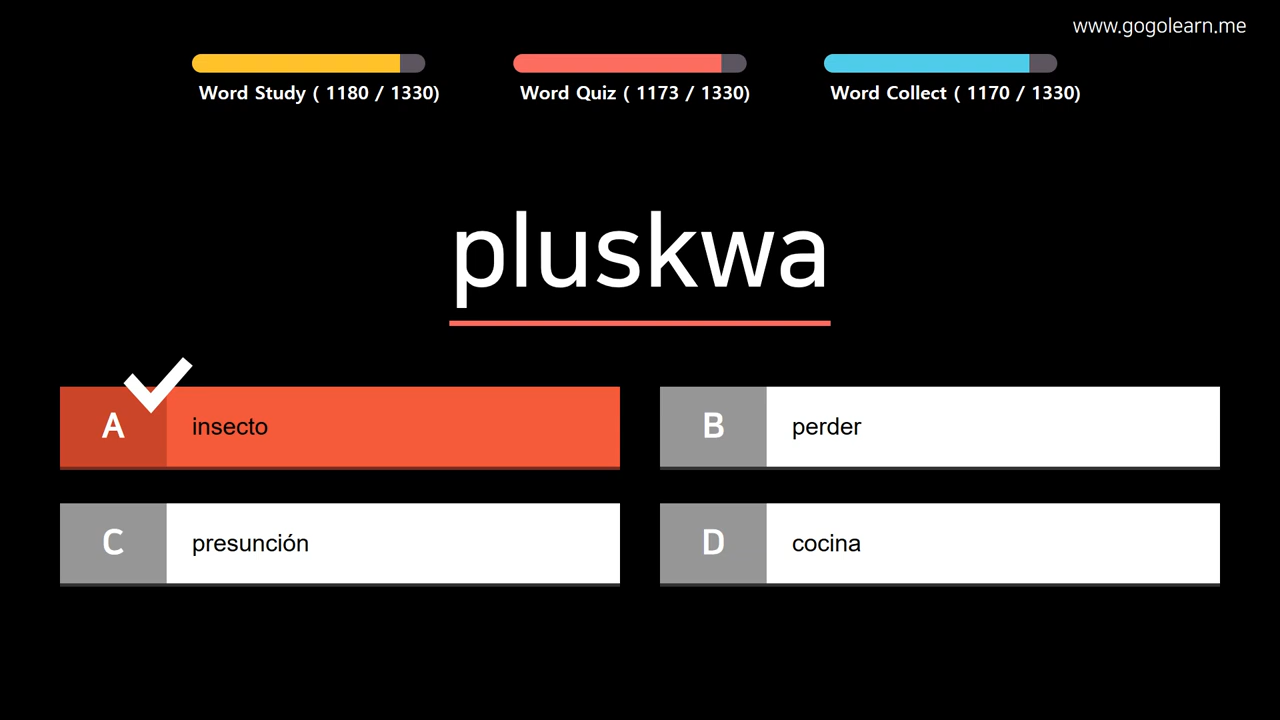 www.gogolearn.me
Word Study ( 1180 / 1330)
Word Quiz ( 1173 / 1330)
Word Collect ( 1170 / 1330)
pluskwa
A
insecto
B
perder
C
presunción
D
cocina